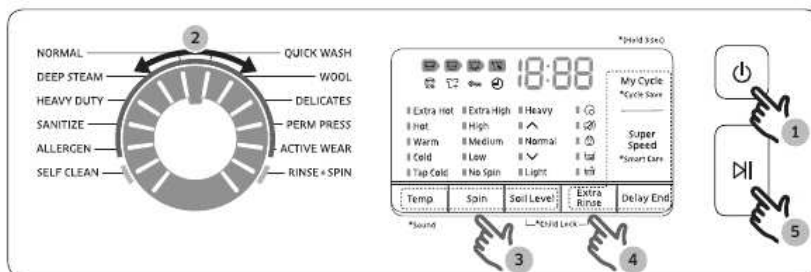 *(Hold 3 sec)
2
NORMAL
QUICK WASH
DEEP STEAM
WOOL
HEAVY DUTY
DELICATES
SANITIZE
PERM PRESS
ALLERGEN
ACTIVE WEAR
SELF CLEAN
RINSE + SPIN
18:88
My Cycle
*Cycle Save
1
Extra Hot Extra High Heavy
Hot High
Warm Medium Normal
Cold Low
Tap Cold No Spin Light
Super
Speed
*Smart Care
Temp. Spin Soil Level Extra Rinse Delay End
*Sound
*Child Lock
3
4
5